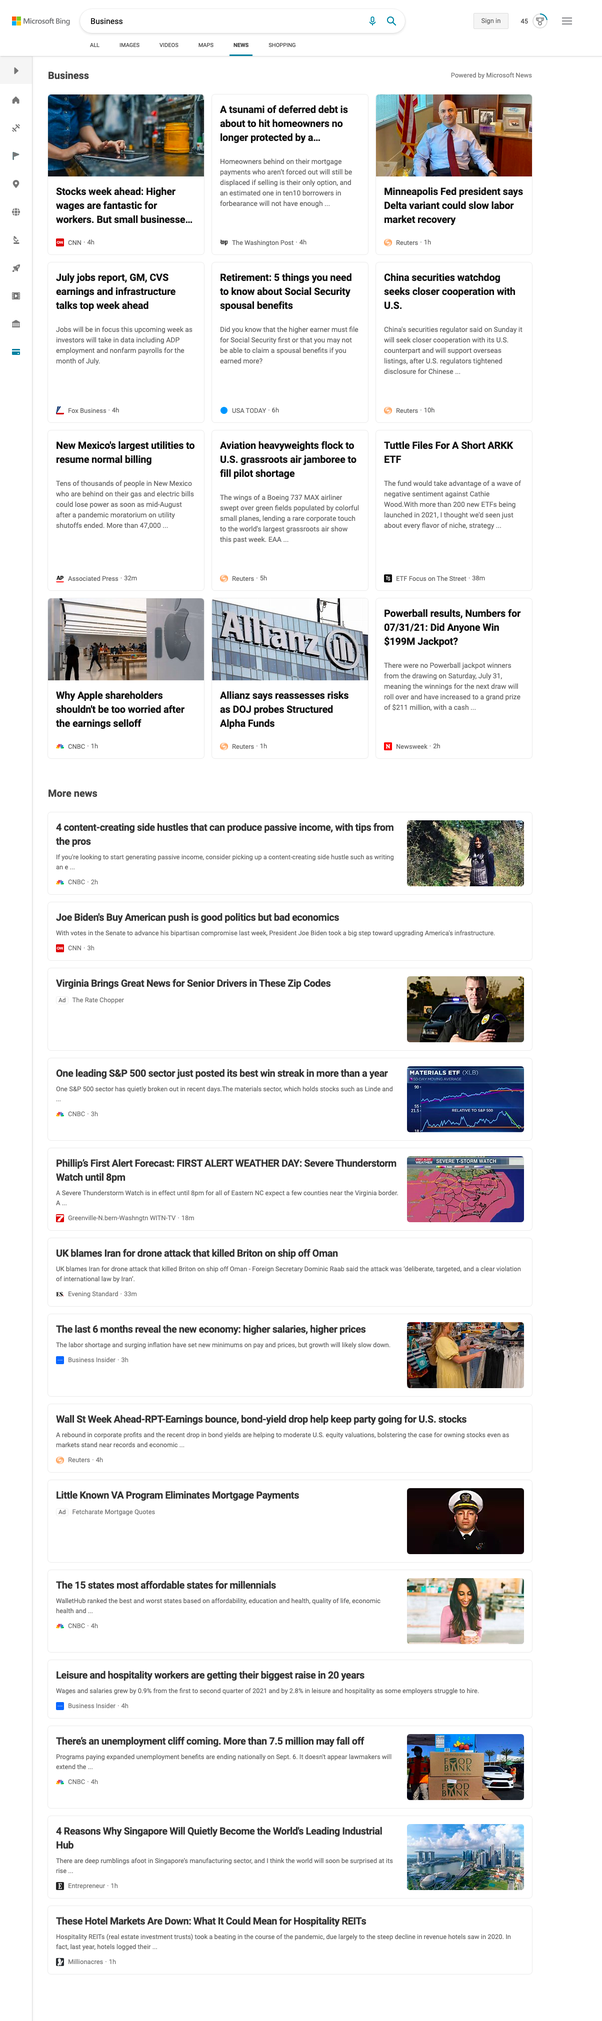 Microsoft Bing
Business
Sign in
45
ALL
IMAGES
VIDEOS
MAPS
NEWS
SHOPPING
Business
Powered by Microsoft News
Stocks week ahead: Higher
wages are fantastic for
workers. But small businesse...
CNN · 4h
A tsunami of deferred debt is
about to hit homeowners no
longer protected by a...
Homeowners behind on their mortgage
payments who aren't forced out will still be
displaced if selling is their only option, and
an estimated one in ten10 borrowers in
forbearance will not have enough ...
wp The Washington Post · 4h
Minneapolis Fed president says
Delta variant could slow labor
market recovery
Reuters · 1h
July jobs report, GM, CVS
earnings and infrastructure
talks top week ahead
Jobs will be in focus this upcoming week as
investors will take in data including ADP
employment and nonfarm payrolls for the
month of July.
Fox Business · 4h
Retirement: 5 things you need
to know about Social Security
spousal benefits
Did you know that the higher earner must file
for Social Security first or that you may not
be able to claim a spousal benefits if you
earned more?
USA TODAY · 6h
China securities watchdog
seeks closer cooperation with
U.S.
China's securities regulator said on Sunday it
will seek closer cooperation with its U.S.
counterpart and will support overseas
listings, after U.S. regulators tightened
disclosure for Chinese ...
Reuters · 10h
New Mexico's largest utilities to
resume normal billing
Tens of thousands of people in New Mexico
who are behind on their gas and electric bills
could lose power as soon as mid-August
after a pandemic moratorium on utility
shutoffs ended. More than 47,000 ...
AP Associated Press · 32m
Aviation heavyweights flock to
U.S. grassroots air jamboree to
fill pilot shortage
The wings of a Boeing 737 MAX airliner
swept over green fields populated by colorful
small planes, lending a rare corporate touch
to the world's largest grassroots air show
this past week. EAA ...
Reuters · 5h
Tuttle Files For A Short ARKK
ETF
The fund would take advantage of a wave of
negative sentiment against Cathie
Wood.With more than 200 new ETFs being
launched in 2021, I thought we'd seen just
about every flavor of niche, strategy ...
ETF Focus on The Street · 38m
Why Apple shareholders
shouldn't be too worried after
the earnings selloff
CNBC · 1h
Allianz
Allianz says reassesses risks
as DOJ probes Structured
Alpha Funds
Reuters · 1h
Powerball results, Numbers for
07/31/21: Did Anyone Win
$199M Jackpot?
There were no Powerball jackpot winners
from the drawing on Saturday, July 31,
meaning the winnings for the next draw will
roll over and have increased to a grand prize
of $211 million, with a cash ...
N Newsweek · 2h
More news
4 content-creating side hustles that can produce passive income, with tips from
the pros
If you're looking to start generating passive income, consider picking up a content-creating side hustle such as writing
an e ...
CNBC · 2h
Joe Biden's Buy American push is good politics but bad economics
With votes in the Senate to advance his bipartisan compromise last week, President Joe Biden took a big step toward upgrading America's infrastructure.
CNN · 3h
Virginia Brings Great News for Senior Drivers in These Zip Codes
Ad The Rate Chopper
One leading S&P 500 sector just posted its best win streak in more than a year
One S&P 500 sector has quietly broken out in recent days.The materials sector, which holds stocks such as Linde and
...
CNBC · 3h
MATERIALS ETF (XLB)
RELATIVE TO S&P 500
Phillip's First Alert Forecast: FIRST ALERT WEATHER DAY: Severe Thunderstorm
Watch until 8pm
A Severe Thunderstorm Watch is in effect until 8pm for all of Eastern NC expect a few counties near the Virginia border.
A ...
Greenville-N.bern-Washngtn WITN-TV · 18m
SEVERE T-STORM WATCH
UK blames Iran for drone attack that killed Briton on ship off Oman
UK blames Iran for drone attack that killed Briton on ship off Oman - Foreign Secretary Dominic Raab said the attack was 'deliberate, targeted, and a clear violation
of international law by Iran'.
ES. Evening Standard · 33m
The last 6 months reveal the new economy: higher salaries, higher prices
The labor shortage and surging inflation have set new minimums on pay and prices, but growth will likely slow down.
Business Insider · 3h
Wall St Week Ahead-RPT-Earnings bounce, bond-yield drop help keep party going for U.S. stocks
A rebound in corporate profits and the recent drop in bond yields are helping to moderate U.S. equity valuations, bolstering the case for owning stocks even as
markets stand near records and economic ...
Reuters · 4h
Little Known VA Program Eliminates Mortgage Payments
Ad Fetcharate Mortgage Quotes
The 15 states most affordable states for millennials
WalletHub ranked the best and worst states based on affordability, education and health, quality of life, economic
health and ...
CNBC · 4h
Leisure and hospitality workers are getting their biggest raise in 20 years
Wages and salaries grew by 0.9% from the first to second quarter of 2021 and by 2.8% in leisure and hospitality as some employers struggle to hire.
Business Insider · 4h
There's an unemployment cliff coming. More than 7.5 million may fall off
Programs paying expanded unemployment benefits are ending nationally on Sept. 6. It doesn't appear lawmakers will
extend the ...
CNBC · 4h
FOOD
BANK
FOOD
BANK
4 Reasons Why Singapore Will Quietly Become the World's Leading Industrial
Hub
There are deep rumblings afoot in Singapore's manufacturing sector, and I think the world will soon be surprised at its
rise ...
E Entrepreneur · 1h
These Hotel Markets Are Down: What It Could Mean for Hospitality REITs
Hospitality REITs (real estate investment trusts) took a beating in the course of the pandemic, due largely to the steep decline in revenue hotels saw in 2020. In
fact, last year, hotels logged their ...
Millionacres · 1h